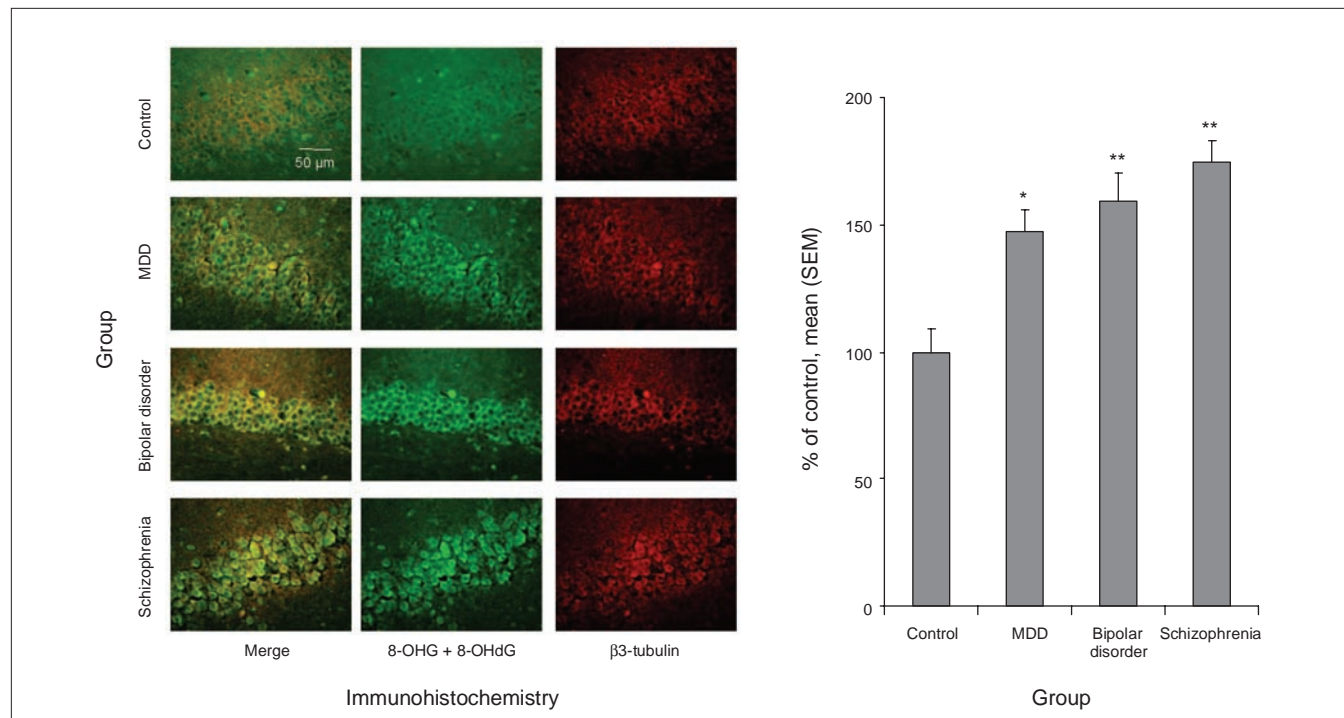 Group
Control
50 μm
MDD
Bipolar disorder
Schizophrenia
Merge
8-OHG + 8-OHdG
β3-tubulin
Immunohistochemistry
% of control, mean (SEM)
200
150
100
50
0
*
**
**
Control
MDD
Bipolar
disorder
Schizophrenia
Group